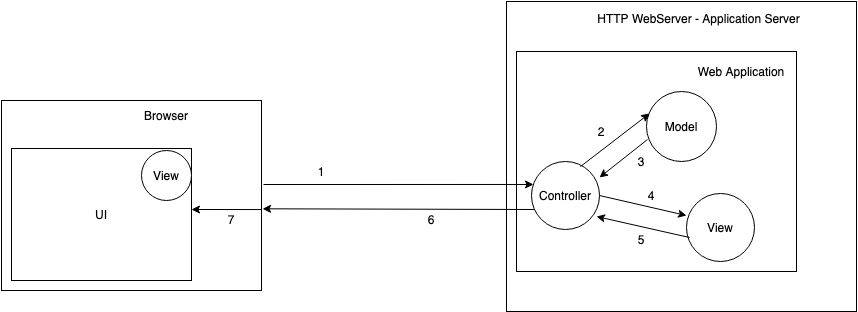 HTTP WebServer - Application Server
Web Application
Browser
Model
2
3
View
1
Controller
4
UI
7
6
View
5